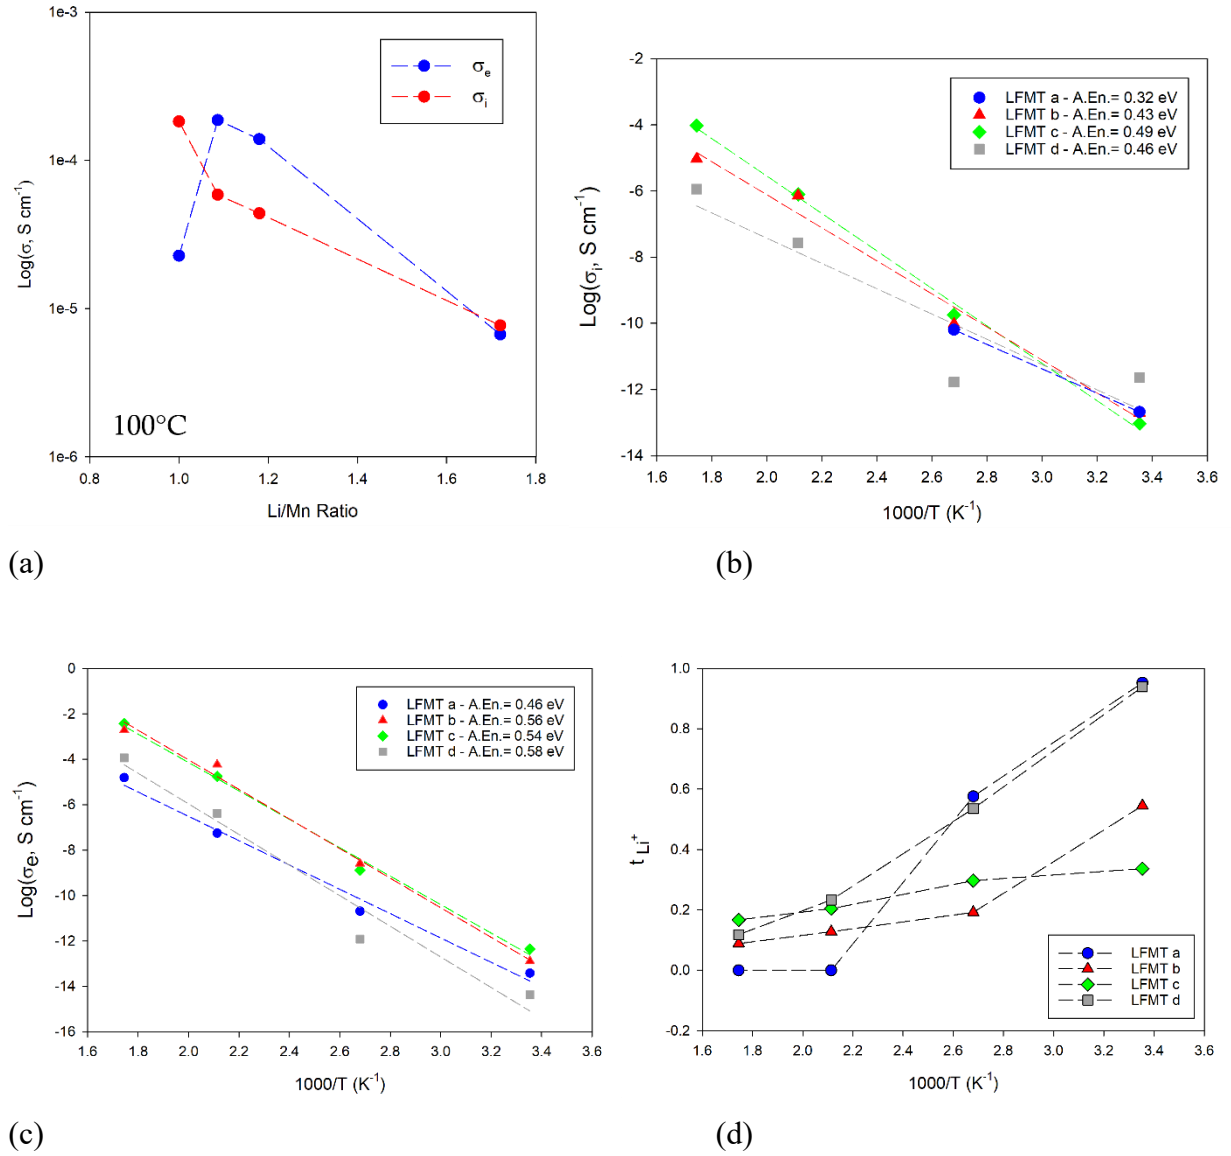 1e-3
1e-4
1e-5
1e-6
Log(σ, S cm⁻¹)
σe
σi
100°C
0.8 1.0 1.2 1.4 1.6 1.8
Li/Mn Ratio
(a)
-2
-4
-6
-8
-10
-12
-14
Log(σi, S cm⁻¹)
LFMT a - A.En.= 0.32 eV
LFMT b - A.En.= 0.43 eV
LFMT c - A.En.= 0.49 eV
LFMT d - A.En.= 0.46 eV
1.6 1.8 2.0 2.2 2.4 2.6 2.8 3.0 3.2 3.4 3.6
1000/T (K⁻¹)
(b)
0
-2
-4
-6
-8
-10
-12
-14
-16
Log(σe, S cm⁻¹)
LFMT a - A.En.= 0.46 eV
LFMT b - A.En.= 0.56 eV
LFMT c - A.En.= 0.54 eV
LFMT d - A.En.= 0.58 eV
1.6 1.8 2.0 2.2 2.4 2.6 2.8 3.0 3.2 3.4 3.6
1000/T (K⁻¹)
(c)
1.0
0.8
0.6
0.4
0.2
0.0
-0.2
tLi⁺
LFMT a
LFMT b
LFMT c
LFMT d
1.6 1.8 2.0 2.2 2.4 2.6 2.8 3.0 3.2 3.4 3.6
1000/T (K⁻¹)
(d)